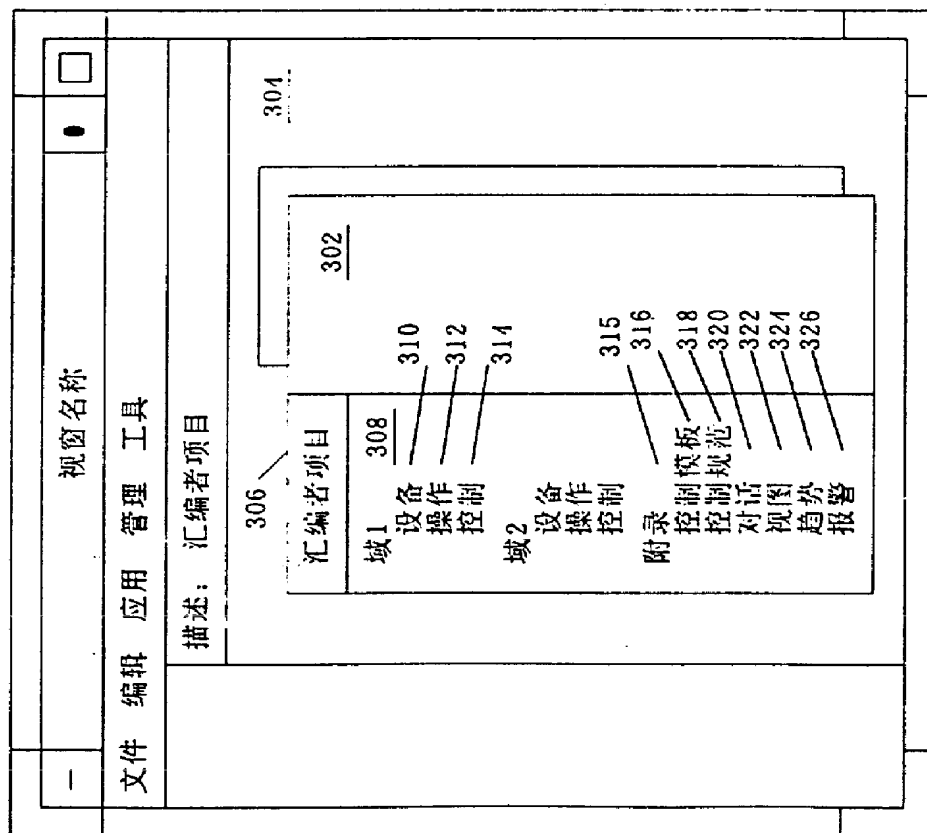 视窗名称
文件 编辑 应用 管理 工具
描述: 汇编者项目
304
306
汇编者项目
302
308
域1
设备 310
操作 312
控制 314
域2
设备
操作
控制
附录 315
控制模板 316
控制规范 318
对话 320
视图 322
趋势 324
报警 326